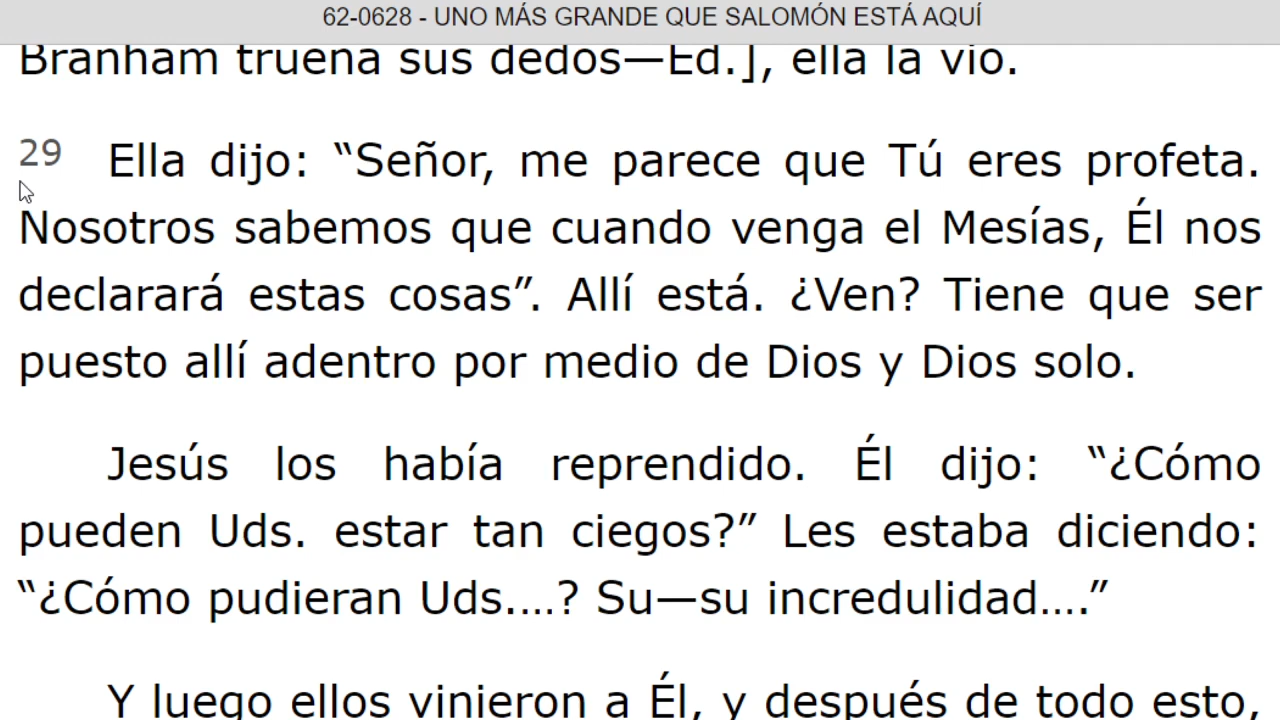 62-0628 - UNO MÁS GRANDE QUE SALOMÓN ESTÁ AQUÍ
Branham truena sus dedos—Ed.], ella la vio.
29 Ella dijo: “Señor, me parece que Tú eres profeta.
Nosotros sabemos que cuando venga el Mesías, Él nos
declarará estas cosas”. Allí está. ¿Ven? Tiene que ser
puesto allí adentro por medio de Dios y Dios solo.
Jesús los había reprendido. Él dijo: “¿Cómo
pueden Uds. estar tan ciegos?” Les estaba diciendo:
“¿Cómo pudieran Uds.…? Su—su incredulidad….”
Y luego ellos vinieron a Él, y después de todo esto,